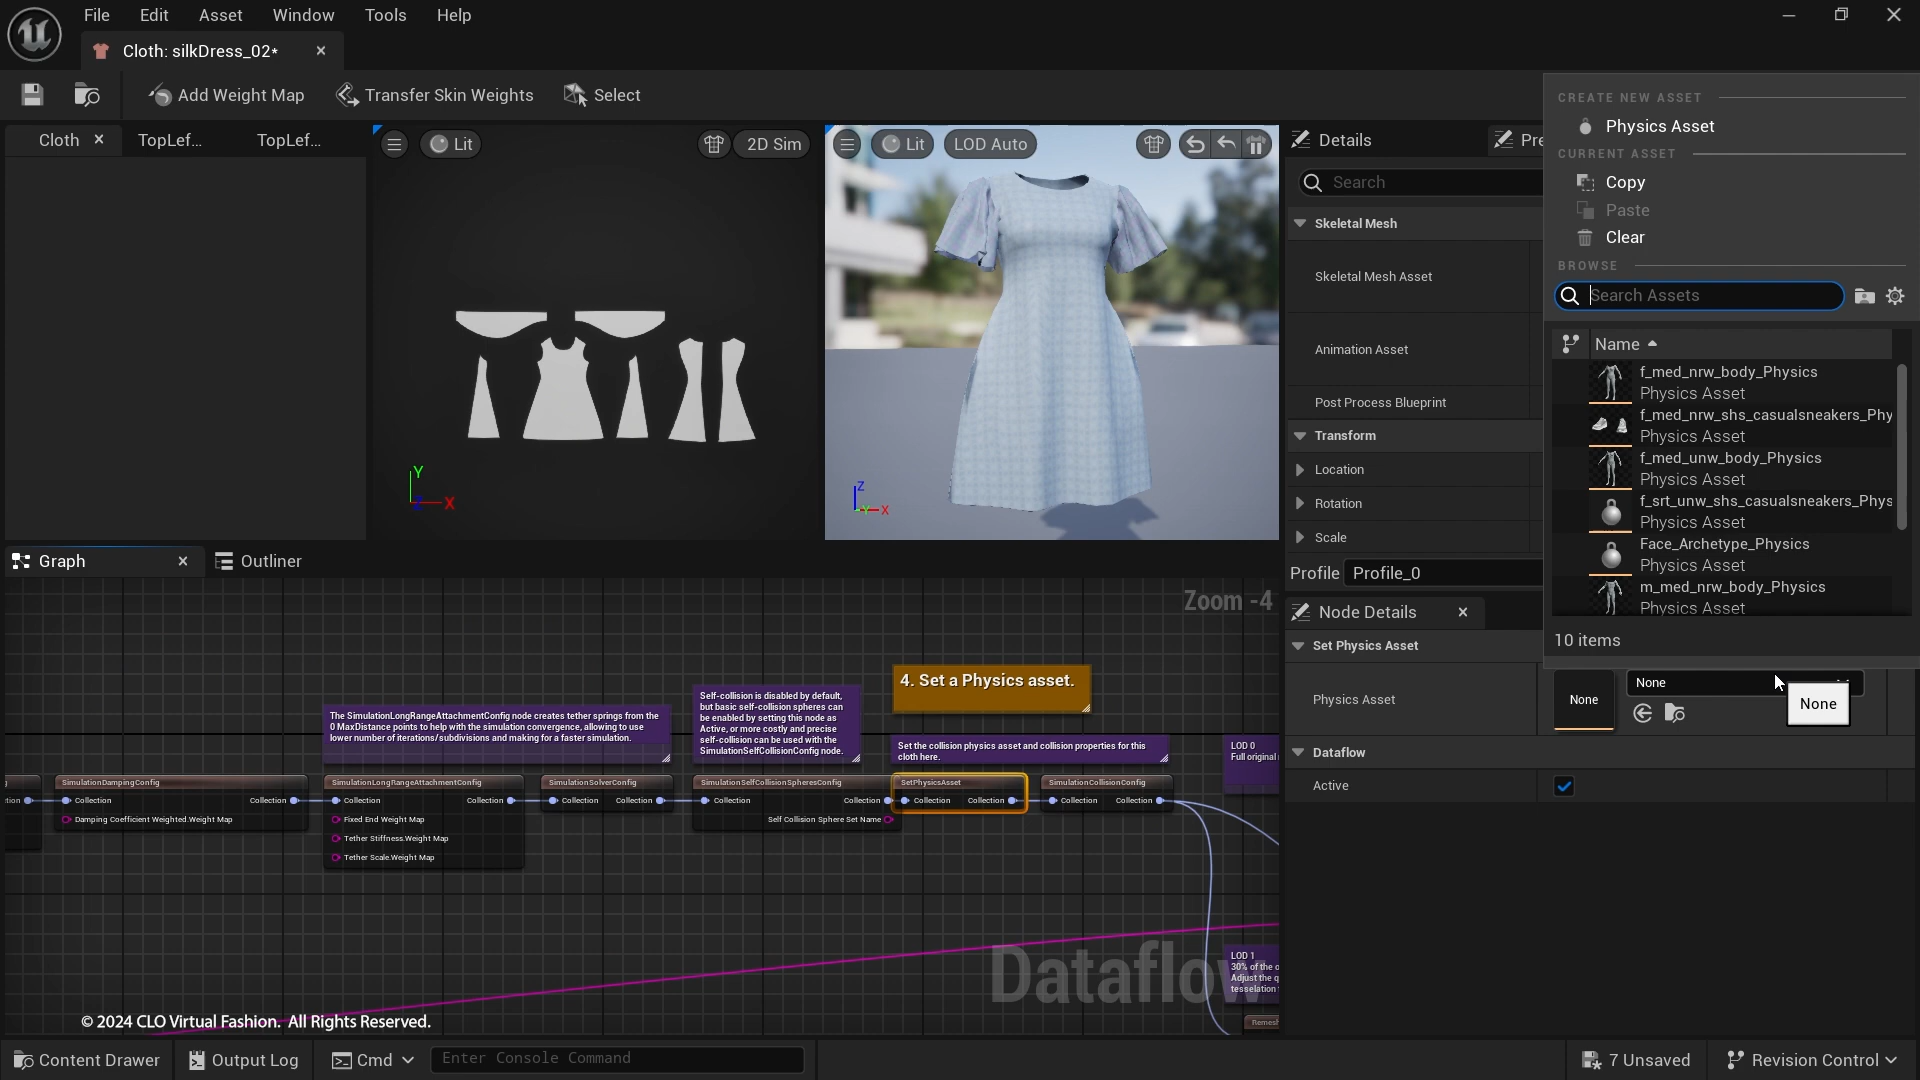 File Edit Asset Window Tools Help
Cloth: silkDress_02*
Add Weight Map Transfer Skin Weights Select
Cloth TopLef... TopLef...
Lit 2D Sim
Lit LOD Auto
Details
Search
Skeletal Mesh
Skeletal Mesh Asset
Animation Asset
Post Process Blueprint
Transform
Location
Rotation
Scale
Profile Profile_0
CREATE NEW ASSET
Physics Asset
CURRENT ASSET
Copy
Paste
Clear
BROWSE
Search Assets
Name
f_med_nrw_body_Physics
Physics Asset
f_med_nrw_shs_casualsneakers_Phy
Physics Asset
f_med_unw_body_Physics
Physics Asset
f_srt_unw_shs_casualsneakers_Phys
Physics Asset
Face_Archetype_Physics
Physics Asset
m_med_nrw_body_Physics
Physics Asset
10 items
Y
X
Z
Y
X
Node Details
Set Physics Asset
Physics Asset
None
None
None
Dataflow
Active
Graph Outliner
Zoom -4
4. Set a Physics asset.
The SimulationLongRangeAttachmentConfig node creates tether springs from the
0 MaxDistance points to help with the simulation convergence, allowing to use
lower number of iterations/subdivisions and making for a faster simulation.
Self-collision is disabled by default,
but basic self-collision spheres can
be enabled by setting this node as
Active, or more costly and precise
self-collision can be used with the
SimulationSelfCollisionConfig node.
Set the collision physics asset and collision properties for this
cloth here.
LOD 0
Full original
SimulationDampingConfig
Collection Collection
Damping Coefficient Weighted.Weight Map
SimulationLongRangeAttachmentConfig
Collection Collection
Fixed End Weight Map
Tether Stiffness.Weight Map
Tether Scale.Weight Map
SimulationSolverConfig
Collection Collection
SimulationSelfCollisionSpheresConfig
Collection Collection
Self Collision Sphere Set Name
SetPhysicsAsset
Collection Collection
SimulationCollisionConfig
Collection Collection
LOD 1
30% of the o
Adjust the q
tesselation
Remesh
Dataflow
© 2024 CLO Virtual Fashion. All Rights Reserved.
Content Drawer Output Log Cmd Enter Console Command 7 Unsaved Revision Control